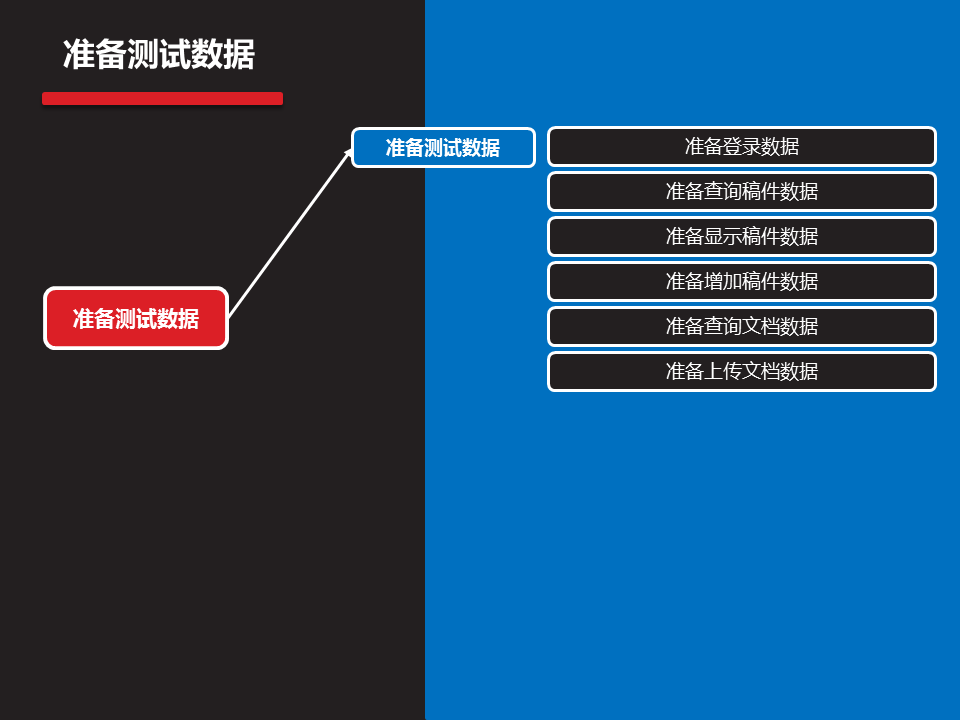 准备测试数据
准备测试数据
准备登录数据
准备查询稿件数据
准备显示稿件数据
准备增加稿件数据
准备测试数据
准备查询文档数据
准备上传文档数据